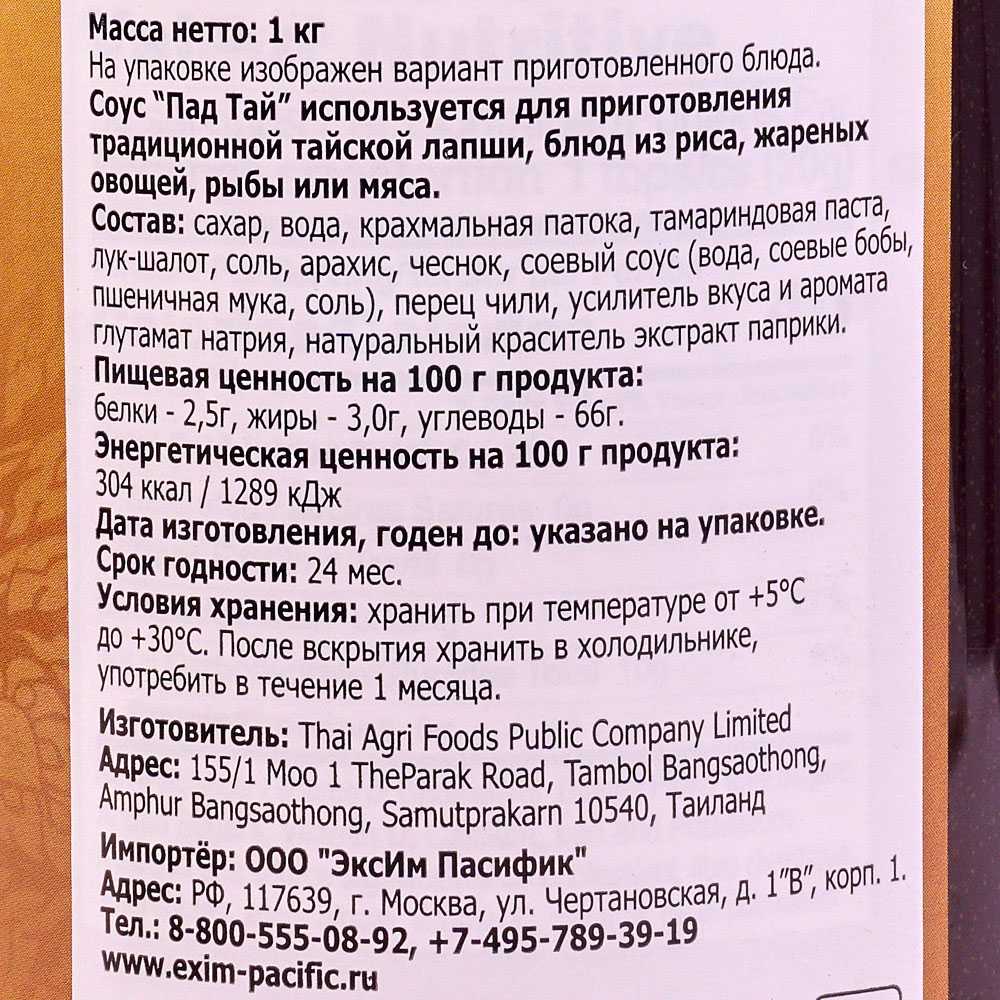 Масса нетто: 1 кг
На упаковке изображен вариант приготовленного блюда.
Соус “Пад Тай” используется для приготовления
традиционной тайской лапши, блюд из риса, жареных
овощей, рыбы или мяса.
Состав: сахар, вода, крахмальная патока, тамариндовая паста,
лук-шалот, соль, арахис, чеснок, соевый соус (вода, соевые бобы,
пшеничная мука, соль), перец чили, усилитель вкуса и аромата
глутамат натрия, натуральный краситель экстракт паприки.
Пищевая ценность на 100 г продукта:
белки - 2,5г, жиры - 3,0г, углеводы - 66г.
Энергетическая ценность на 100 г продукта:
304 ккал / 1289 кДж
Дата изготовления, годен до: указано на упаковке.
Срок годности: 24 мес.
Условия хранения: хранить при температуре от +5°C
до +30°C. После вскрытия хранить в холодильнике,
употребить в течение 1 месяца.
Изготовитель: Thai Agri Foods Public Company Limited
Адрес: 155/1 Moo 1 TheParak Road, Tambol Bangsaothong,
Amphur Bangsaothong, Samutprakarn 10540, Таиланд
Импортёр: ООО "ЭксИм Пасифик"
Адрес: РФ, 117639, г. Москва, ул. Чертановская, д. 1”В”, корп. 1.
Тел.: 8-800-555-08-92, +7-495-789-39-19
www.exim-pacific.ru